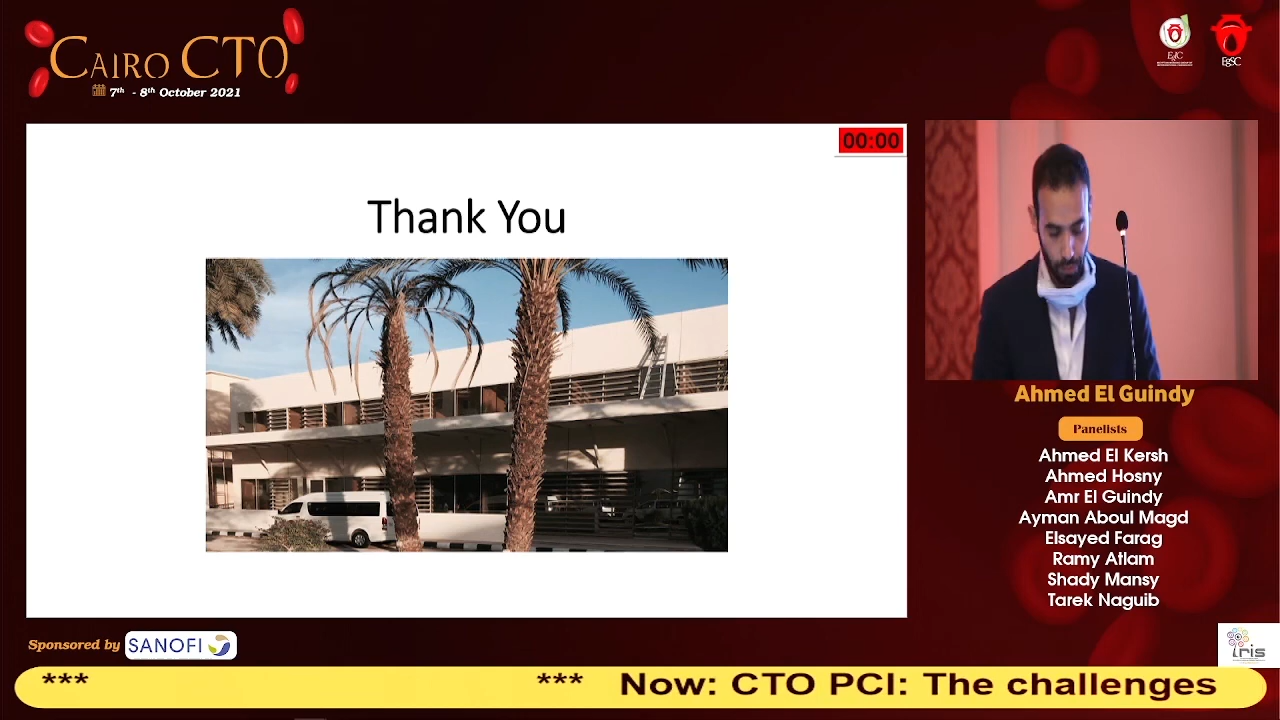 CAIRO CTO
7th - 8th October 2021
EgSC
00:00
Thank You
Ahmed El Guindy
Panelists
Ahmed El Kersh
Ahmed Hosny
Amr El Guindy
Ayman Aboul Magd
Elsayed Farag
Ramy Atlam
Shady Mansy
Tarek Naguib
Sponsored by SANOFI
iris
*** *** Now: CTO PCI: The challenges